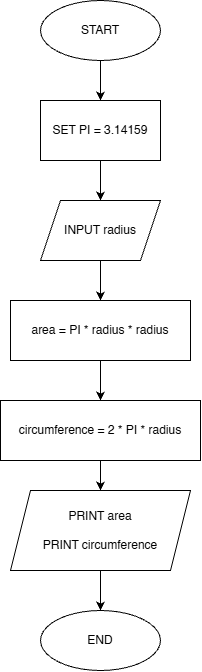 START
SET PI = 3.14159
INPUT radius
area = PI * radius * radius
circumference = 2 * PI * radius
PRINT area
PRINT circumference
END